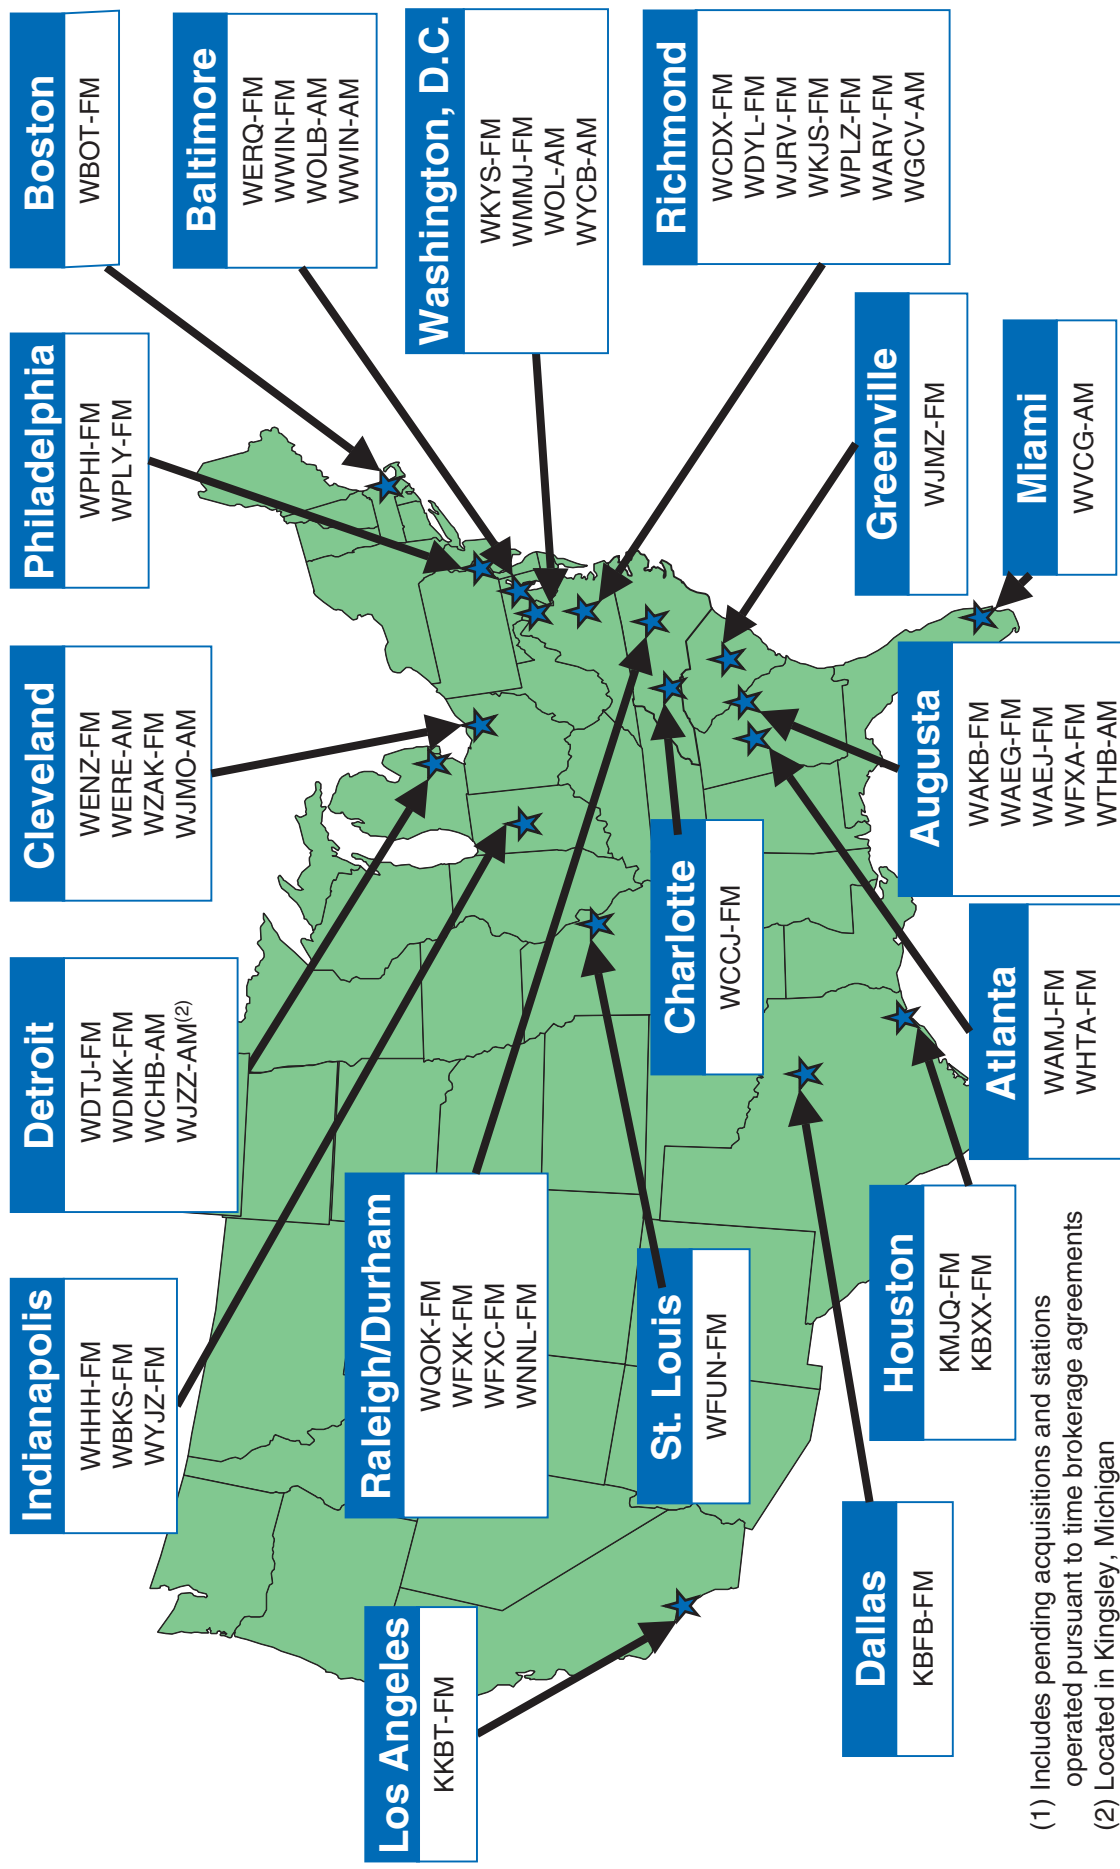 Indianapolis
WHHH-FM
WBKS-FM
WYJZ-FM
Detroit
WDTJ-FM
WDMK-FM
WCHB-AM
WJZZ-AM(2)
Cleveland
WENZ-FM
WERE-AM
WZAK-FM
WJMO-AM
Philadelphia
WPHI-FM
WPLY-FM
Boston
WBOT-FM
Baltimore
WERQ-FM
WWIN-FM
WOLB-AM
WWIN-AM
Washington, D.C.
WKYS-FM
WMMJ-FM
WOL-AM
WYCB-AM
Richmond
WCDX-FM
WDYL-FM
WJRV-FM
WKJS-FM
WPLZ-FM
WARV-FM
WGCV-AM
Los Angeles
KKBT-FM
Raleigh/Durham
WQOK-FM
WFXK-FM
WFXC-FM
WNNL-FM
St. Louis
WFUN-FM
Charlotte
WCCJ-FM
Greenville
WJMZ-FM
Miami
WVCG-AM
Dallas
KBFB-FM
Houston
KMJQ-FM
KBXX-FM
Atlanta
WAMJ-FM
WHTA-FM
Augusta
WAKB-FM
WAEG-FM
WAEJ-FM
WFXA-FM
WTHB-AM
(1) Includes pending acquisitions and stations
operated pursuant to time brokerage agreements
(2) Located in Kingsley, Michigan